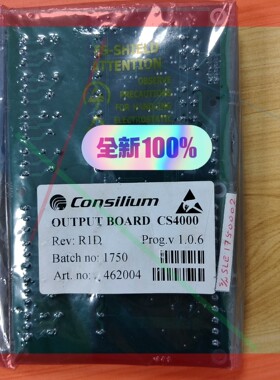 ATTENTION
全新100%
Consilium
OUTPUT BOARD CS4000
Rev: R1D Prog.v 1.0.6
Batch no: 1750
Art. no: 462004